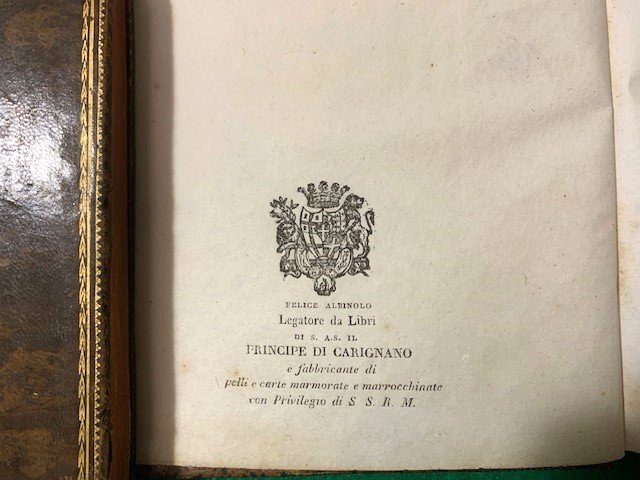 FELICE ALBINOLO
Legatore da Libri
DI S. A.S. IL
PRINCIPE DI CARIGNANO
e fabbricante di
pelli e carte marmorate e marrocchinate
con Privilegio di S S. R. M.